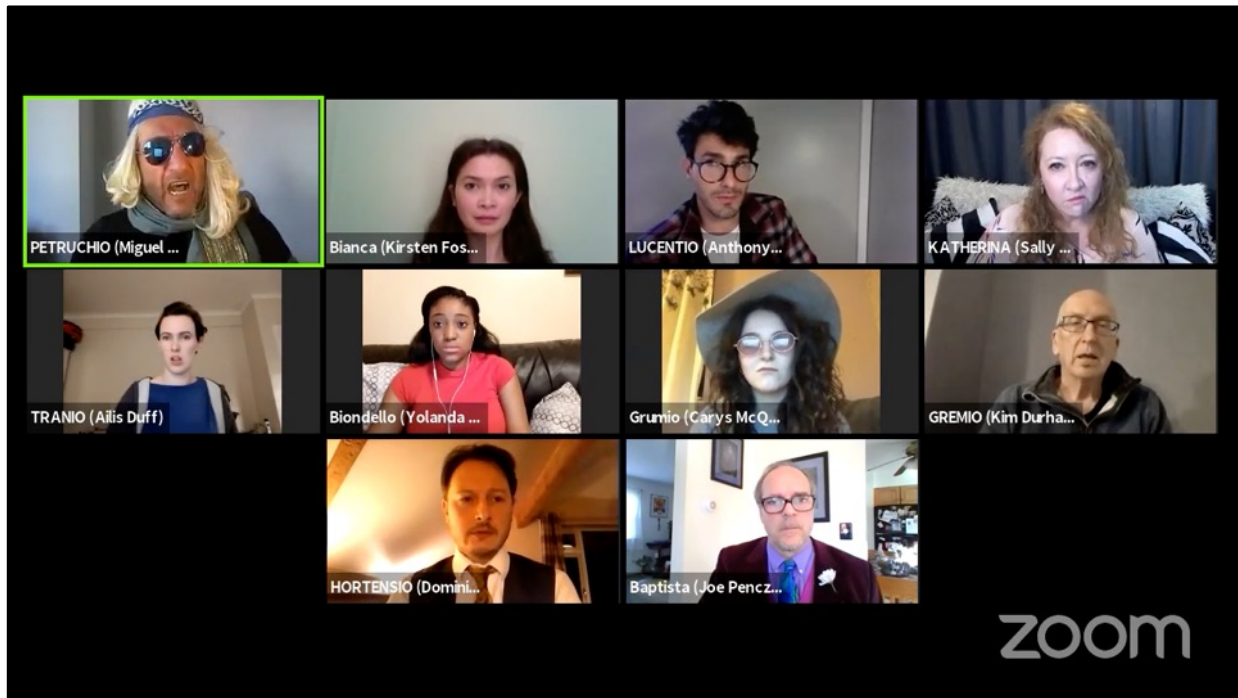 PETRUCHIO (Miguel ...
Bianca (Kirsten Fos...
LUCENTIO (Anthony...
KATHERINA (Sally ...
TRANIO (Ailis Duff)
Biondello (Yolanda ...
Grumio (Carys McQ...
GREMIO (Kim Durha...
HORTENSIO (Domini...
Baptista (Joe Pencz...
zoom